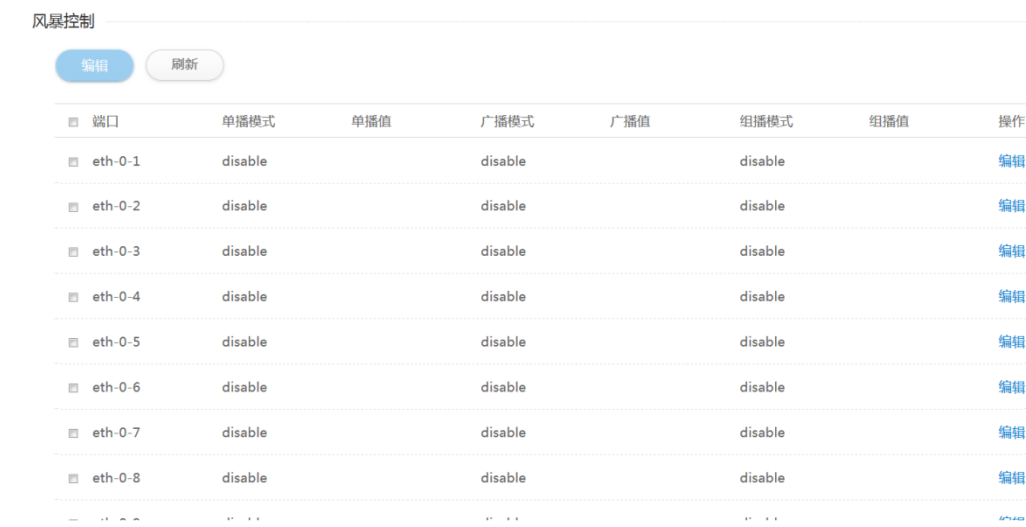 风暴控制
编辑 刷新
端口 单播模式 单播值 广播模式 广播值 组播模式 组播值 操作
eth-0-1 disable disable disable 编辑
eth-0-2 disable disable disable 编辑
eth-0-3 disable disable disable 编辑
eth-0-4 disable disable disable 编辑
eth-0-5 disable disable disable 编辑
eth-0-6 disable disable disable 编辑
eth-0-7 disable disable disable 编辑
eth-0-8 disable disable disable 编辑